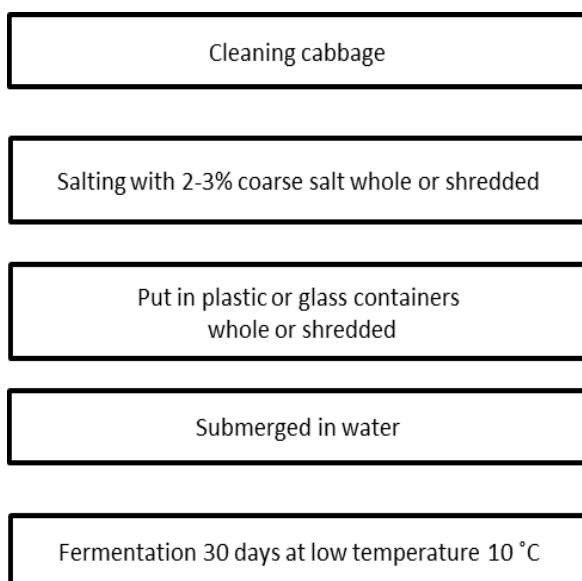 Cleaning cabbage
Salting with 2-3% coarse salt whole or shredded
Put in plastic or glass containers
whole or shredded
Submerged in water
Fermentation 30 days at low temperature 10 ˚C